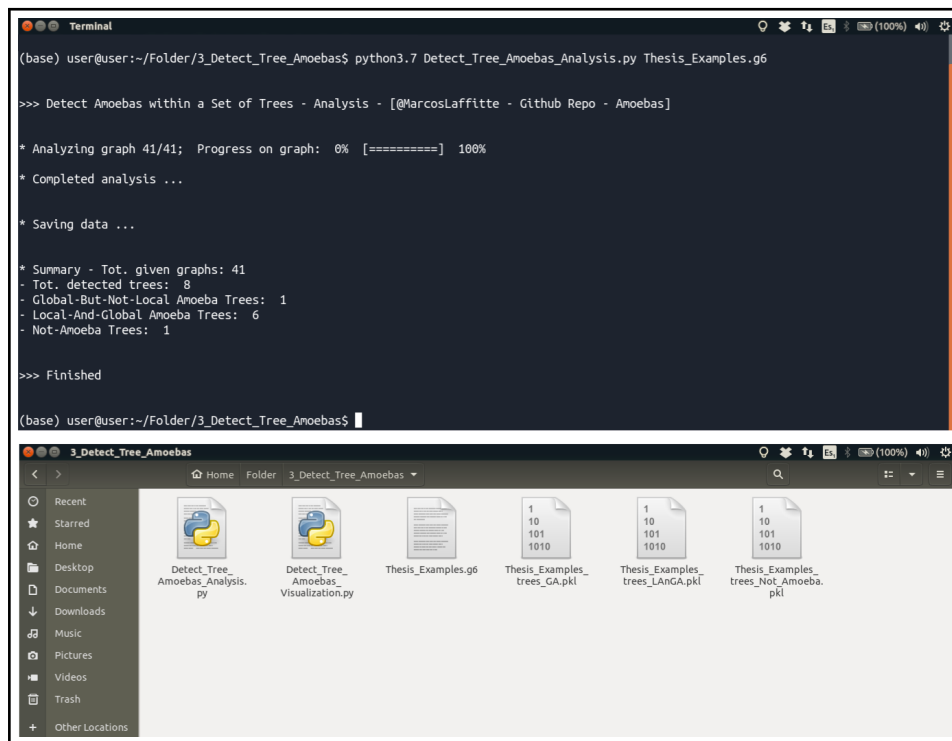 Terminal
Es (100%)
(base) user@user:~/Folder/3_Detect_Tree_Amoebas$ python3.7 Detect_Tree_Amoebas_Analysis.py Thesis_Examples.g6
>>> Detect Amoebas within a Set of Trees - Analysis - [@MarcosLaffitte - Github Repo - Amoebas]
* Analyzing graph 41/41;  Progress on graph:  0%  [==========]  100%
* Completed analysis ...
* Saving data ...
* Summary - Tot. given graphs: 41
- Tot. detected trees:  8
- Global-But-Not-Local Amoeba Trees:  1
- Local-And-Global Amoeba Trees:  6
- Not-Amoeba Trees:  1
>>> Finished
(base) user@user:~/Folder/3_Detect_Tree_Amoebas$
3_Detect_Tree_Amoebas
Es (100%)
Home Folder 3_Detect_Tree_Amoebas
Recent
Starred
Home
Desktop
Documents
Downloads
Music
Pictures
Videos
Trash
+ Other Locations
Detect_Tree_
Amoebas_Analysis.
py
Detect_Tree_
Amoebas_
Visualization.py
Thesis_Examples.g6
1
10
101
1010
Thesis_Examples_
trees_GA.pkl
1
10
101
1010
Thesis_Examples_
trees_LAnGA.pkl
1
10
101
1010
Thesis_Examples_
trees_Not_Amoeba.
pkl